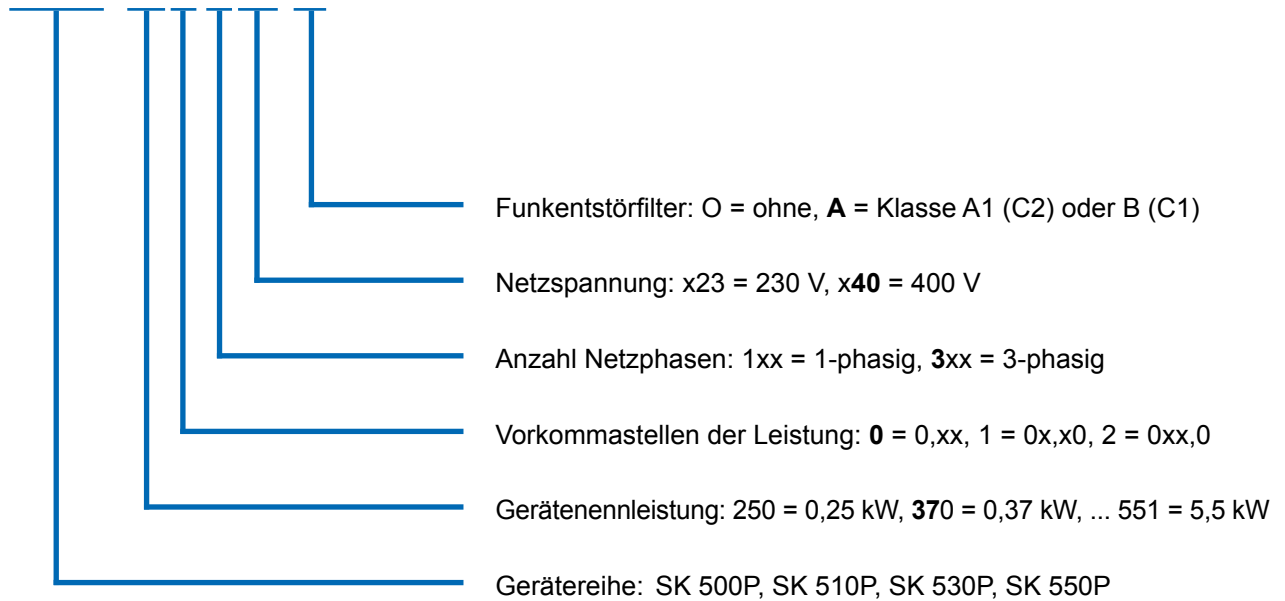 Funkentstörfilter: O = ohne, A = Klasse A1 (C2) oder B (C1)
Netzspannung: x23 = 230 V, x40 = 400 V
Anzahl Netzphasen: 1xx = 1-phasig, 3xx = 3-phasig
Vorkommastellen der Leistung: 0 = 0,xx, 1 = 0x,x0, 2 = 0xx,0
Gerätenennleistung: 250 = 0,25 kW, 370 = 0,37 kW, ... 551 = 5,5 kW
Gerätereihe: SK 500P, SK 510P, SK 530P, SK 550P